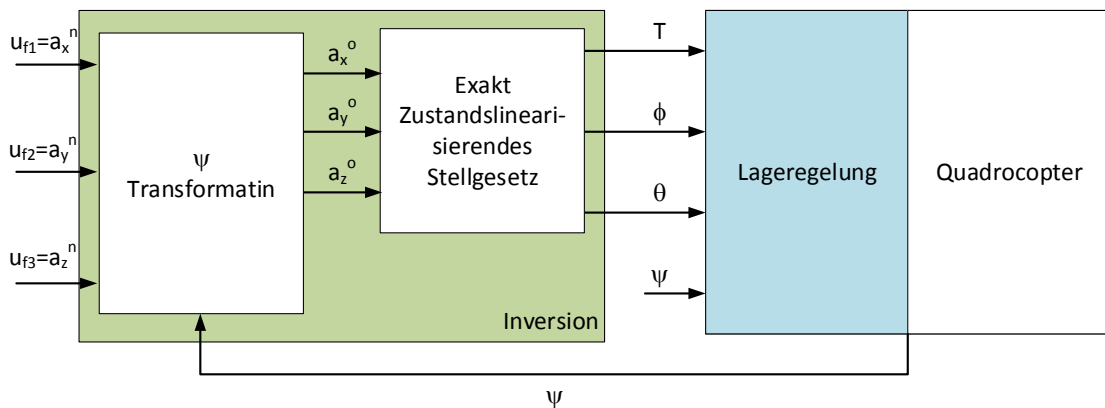 u_f1=a_x^n
u_f2=a_y^n
u_f3=a_z^n
ψ
Transformatin
a_x^o
a_y^o
a_z^o
Exakt
Zustandslineari-
sierendes
Stellgesetz
Inversion
T
ϕ
θ
ψ
Lageregelung
Quadrocopter
ψ